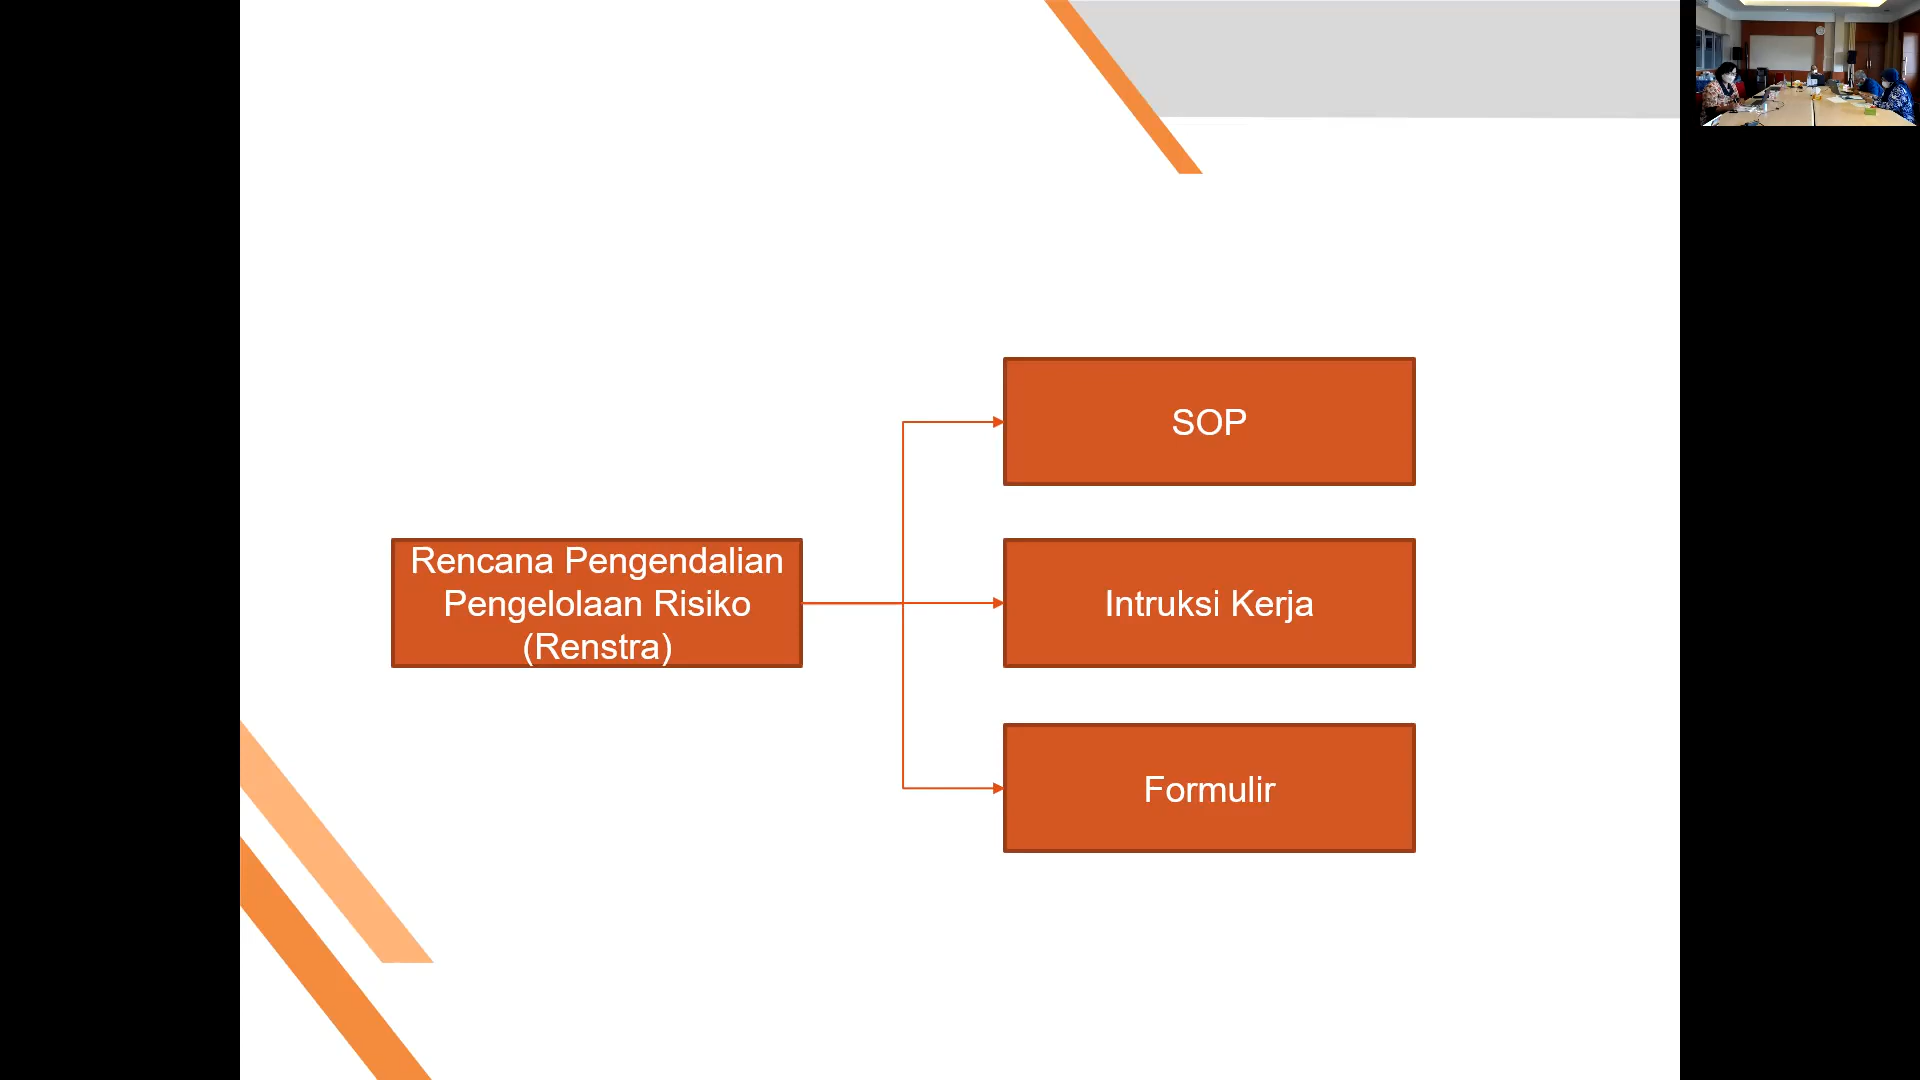 Rencana Pengendalian
Pengelolaan Risiko
(Renstra)
SOP
Intruksi Kerja
Formulir